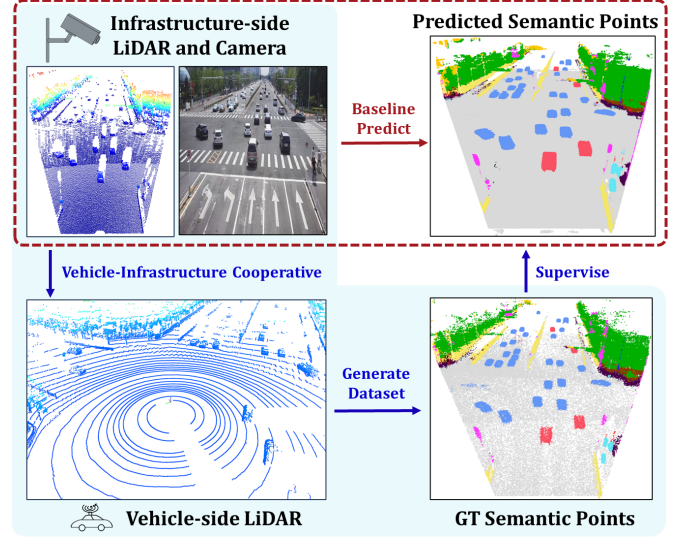 Infrastructure-side
LiDAR and Camera
Predicted Semantic Points
Baseline
Predict
Vehicle-Infrastructure Cooperative
Supervise
Generate
Dataset
Vehicle-side LiDAR
GT Semantic Points